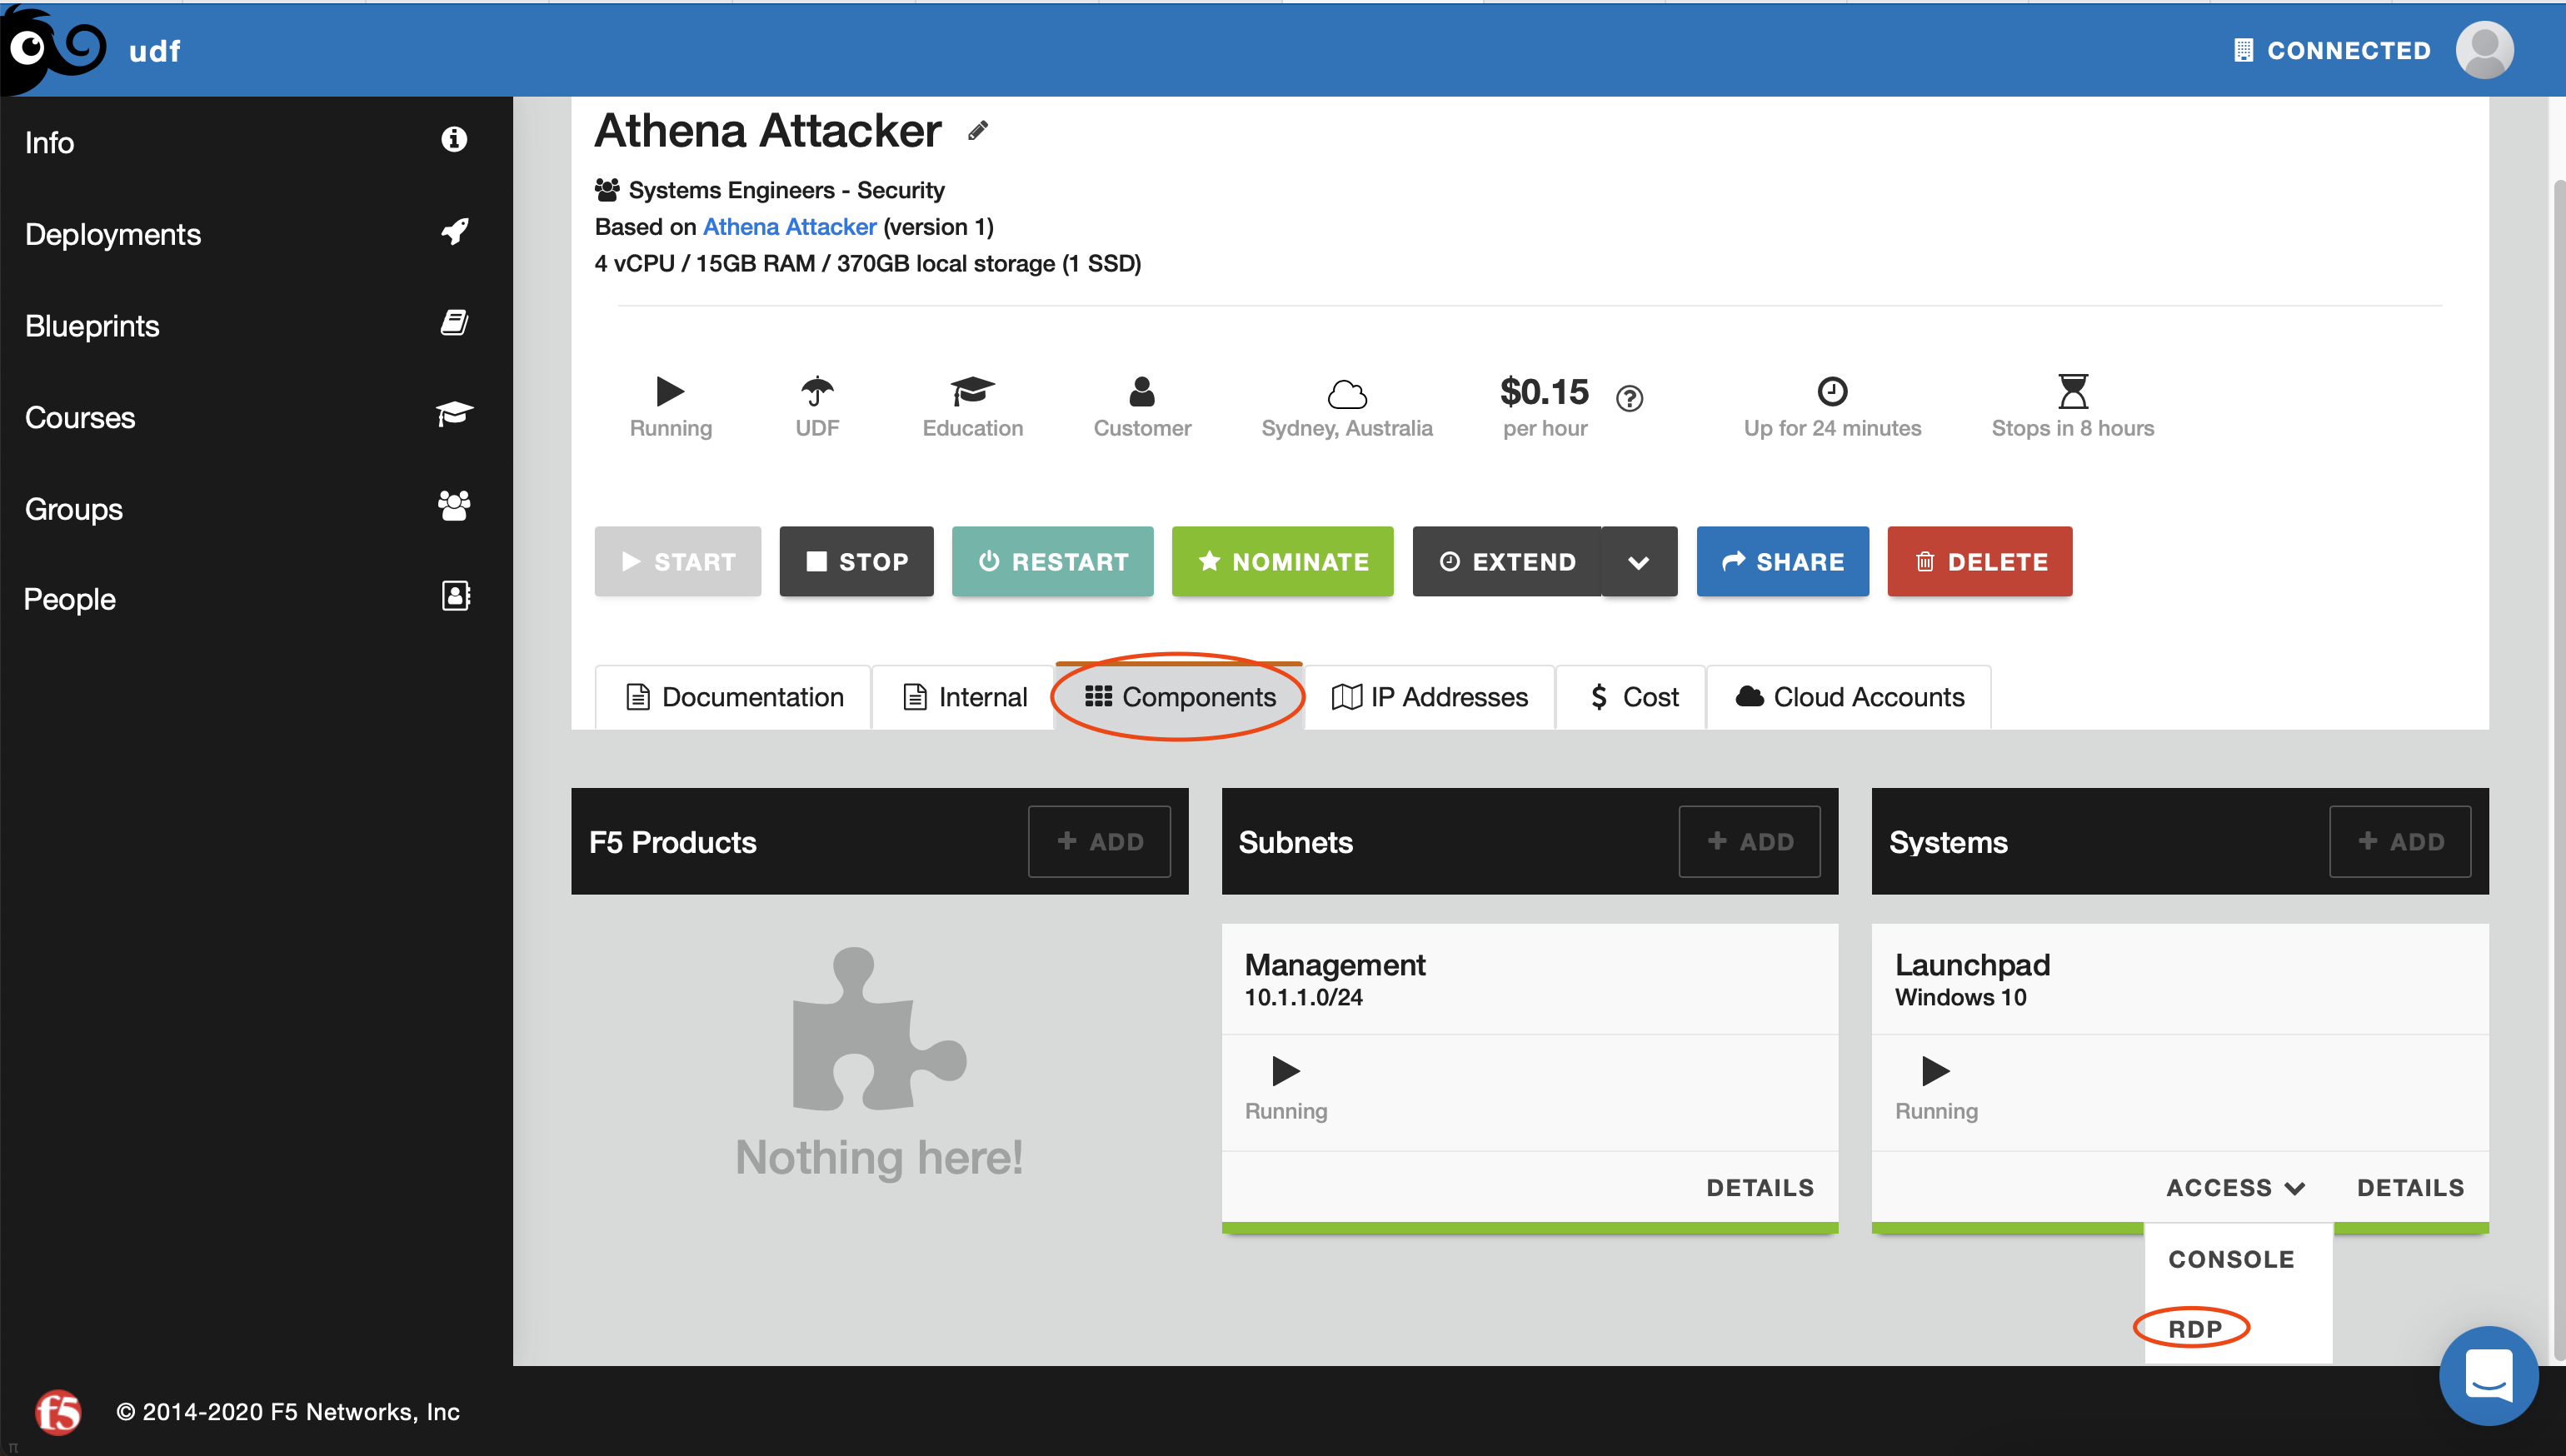 udf
CONNECTED
Info
Deployments
Blueprints
Courses
Groups
People
Athena Attacker
Systems Engineers - Security
Based on Athena Attacker (version 1)
4 vCPU / 15GB RAM / 370GB local storage (1 SSD)
Running
UDF
Education
Customer
Sydney, Australia
$0.15
per hour
Up for 24 minutes
Stops in 8 hours
START
STOP
RESTART
NOMINATE
EXTEND
SHARE
DELETE
Documentation
Internal
Components
IP Addresses
$ Cost
Cloud Accounts
F5 Products
+ ADD
Nothing here!
Subnets
+ ADD
Management
10.1.1.0/24
Running
DETAILS
Systems
+ ADD
Launchpad
Windows 10
Running
ACCESS
DETAILS
CONSOLE
RDP
f5
© 2014-2020 F5 Networks, Inc
π